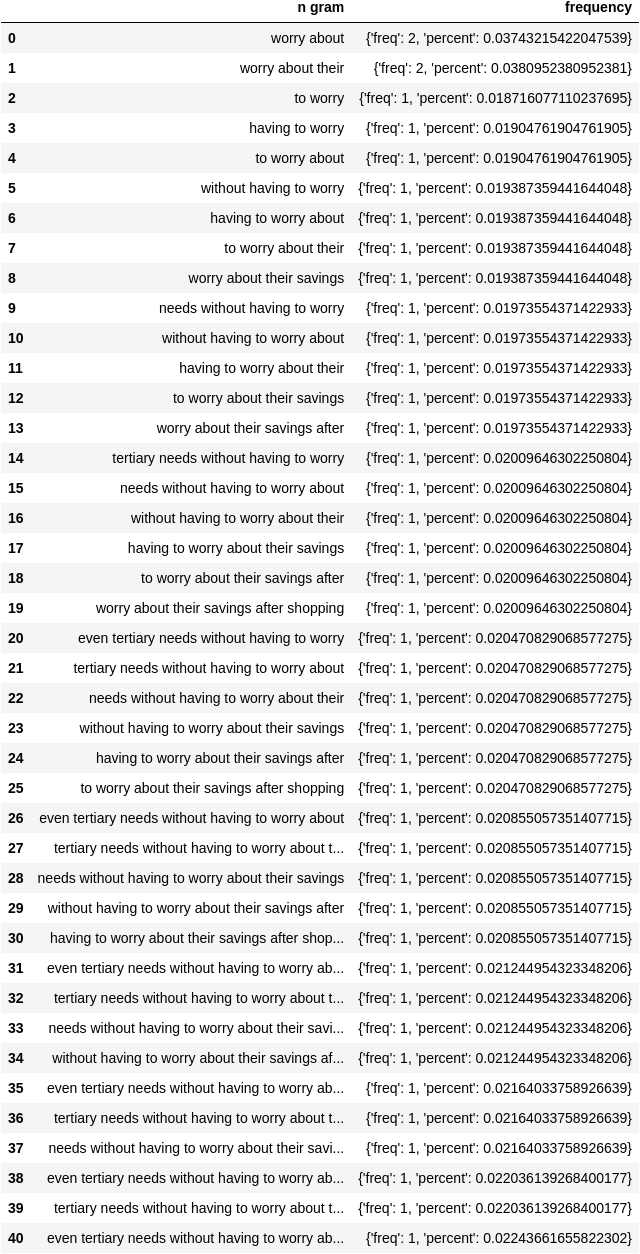 n gram frequency
0 worry about {'freq': 2, 'percent': 0.03743215422047539}
1 worry about their {'freq': 2, 'percent': 0.0380952380952381}
2 to worry {'freq': 1, 'percent': 0.018716077110237695}
3 having to worry {'freq': 1, 'percent': 0.01904761904761905}
4 to worry about {'freq': 1, 'percent': 0.01904761904761905}
5 without having to worry {'freq': 1, 'percent': 0.019387359441644048}
6 having to worry about {'freq': 1, 'percent': 0.019387359441644048}
7 to worry about their {'freq': 1, 'percent': 0.019387359441644048}
8 worry about their savings {'freq': 1, 'percent': 0.019387359441644048}
9 needs without having to worry {'freq': 1, 'percent': 0.01973554371422933}
10 without having to worry about {'freq': 1, 'percent': 0.01973554371422933}
11 having to worry about their {'freq': 1, 'percent': 0.01973554371422933}
12 to worry about their savings {'freq': 1, 'percent': 0.01973554371422933}
13 worry about their savings after {'freq': 1, 'percent': 0.01973554371422933}
14 tertiary needs without having to worry {'freq': 1, 'percent': 0.02009646302250804}
15 needs without having to worry about {'freq': 1, 'percent': 0.02009646302250804}
16 without having to worry about their {'freq': 1, 'percent': 0.02009646302250804}
17 having to worry about their savings {'freq': 1, 'percent': 0.02009646302250804}
18 to worry about their savings after {'freq': 1, 'percent': 0.02009646302250804}
19 worry about their savings after shopping {'freq': 1, 'percent': 0.02009646302250804}
20 even tertiary needs without having to worry {'freq': 1, 'percent': 0.020470829068577275}
21 tertiary needs without having to worry about {'freq': 1, 'percent': 0.020470829068577275}
22 needs without having to worry about their {'freq': 1, 'percent': 0.020470829068577275}
23 without having to worry about their savings {'freq': 1, 'percent': 0.020470829068577275}
24 having to worry about their savings after {'freq': 1, 'percent': 0.020470829068577275}
25 to worry about their savings after shopping {'freq': 1, 'percent': 0.020470829068577275}
26 even tertiary needs without having to worry about {'freq': 1, 'percent': 0.020855057351407715}
27 tertiary needs without having to worry about t... {'freq': 1, 'percent': 0.020855057351407715}
28 needs without having to worry about their savings {'freq': 1, 'percent': 0.020855057351407715}
29 without having to worry about their savings after {'freq': 1, 'percent': 0.020855057351407715}
30 having to worry about their savings after shop... {'freq': 1, 'percent': 0.020855057351407715}
31 even tertiary needs without having to worry ab... {'freq': 1, 'percent': 0.021244954323348206}
32 tertiary needs without having to worry about t... {'freq': 1, 'percent': 0.021244954323348206}
33 needs without having to worry about their savi... {'freq': 1, 'percent': 0.021244954323348206}
34 without having to worry about their savings af... {'freq': 1, 'percent': 0.021244954323348206}
35 even tertiary needs without having to worry ab... {'freq': 1, 'percent': 0.02164033758926639}
36 tertiary needs without having to worry about t... {'freq': 1, 'percent': 0.02164033758926639}
37 needs without having to worry about their savi... {'freq': 1, 'percent': 0.02164033758926639}
38 even tertiary needs without having to worry ab... {'freq': 1, 'percent': 0.022036139268400177}
39 tertiary needs without having to worry about t... {'freq': 1, 'percent': 0.022036139268400177}
40 even tertiary needs without having to worry ab... {'freq': 1, 'percent': 0.02243661655822302}